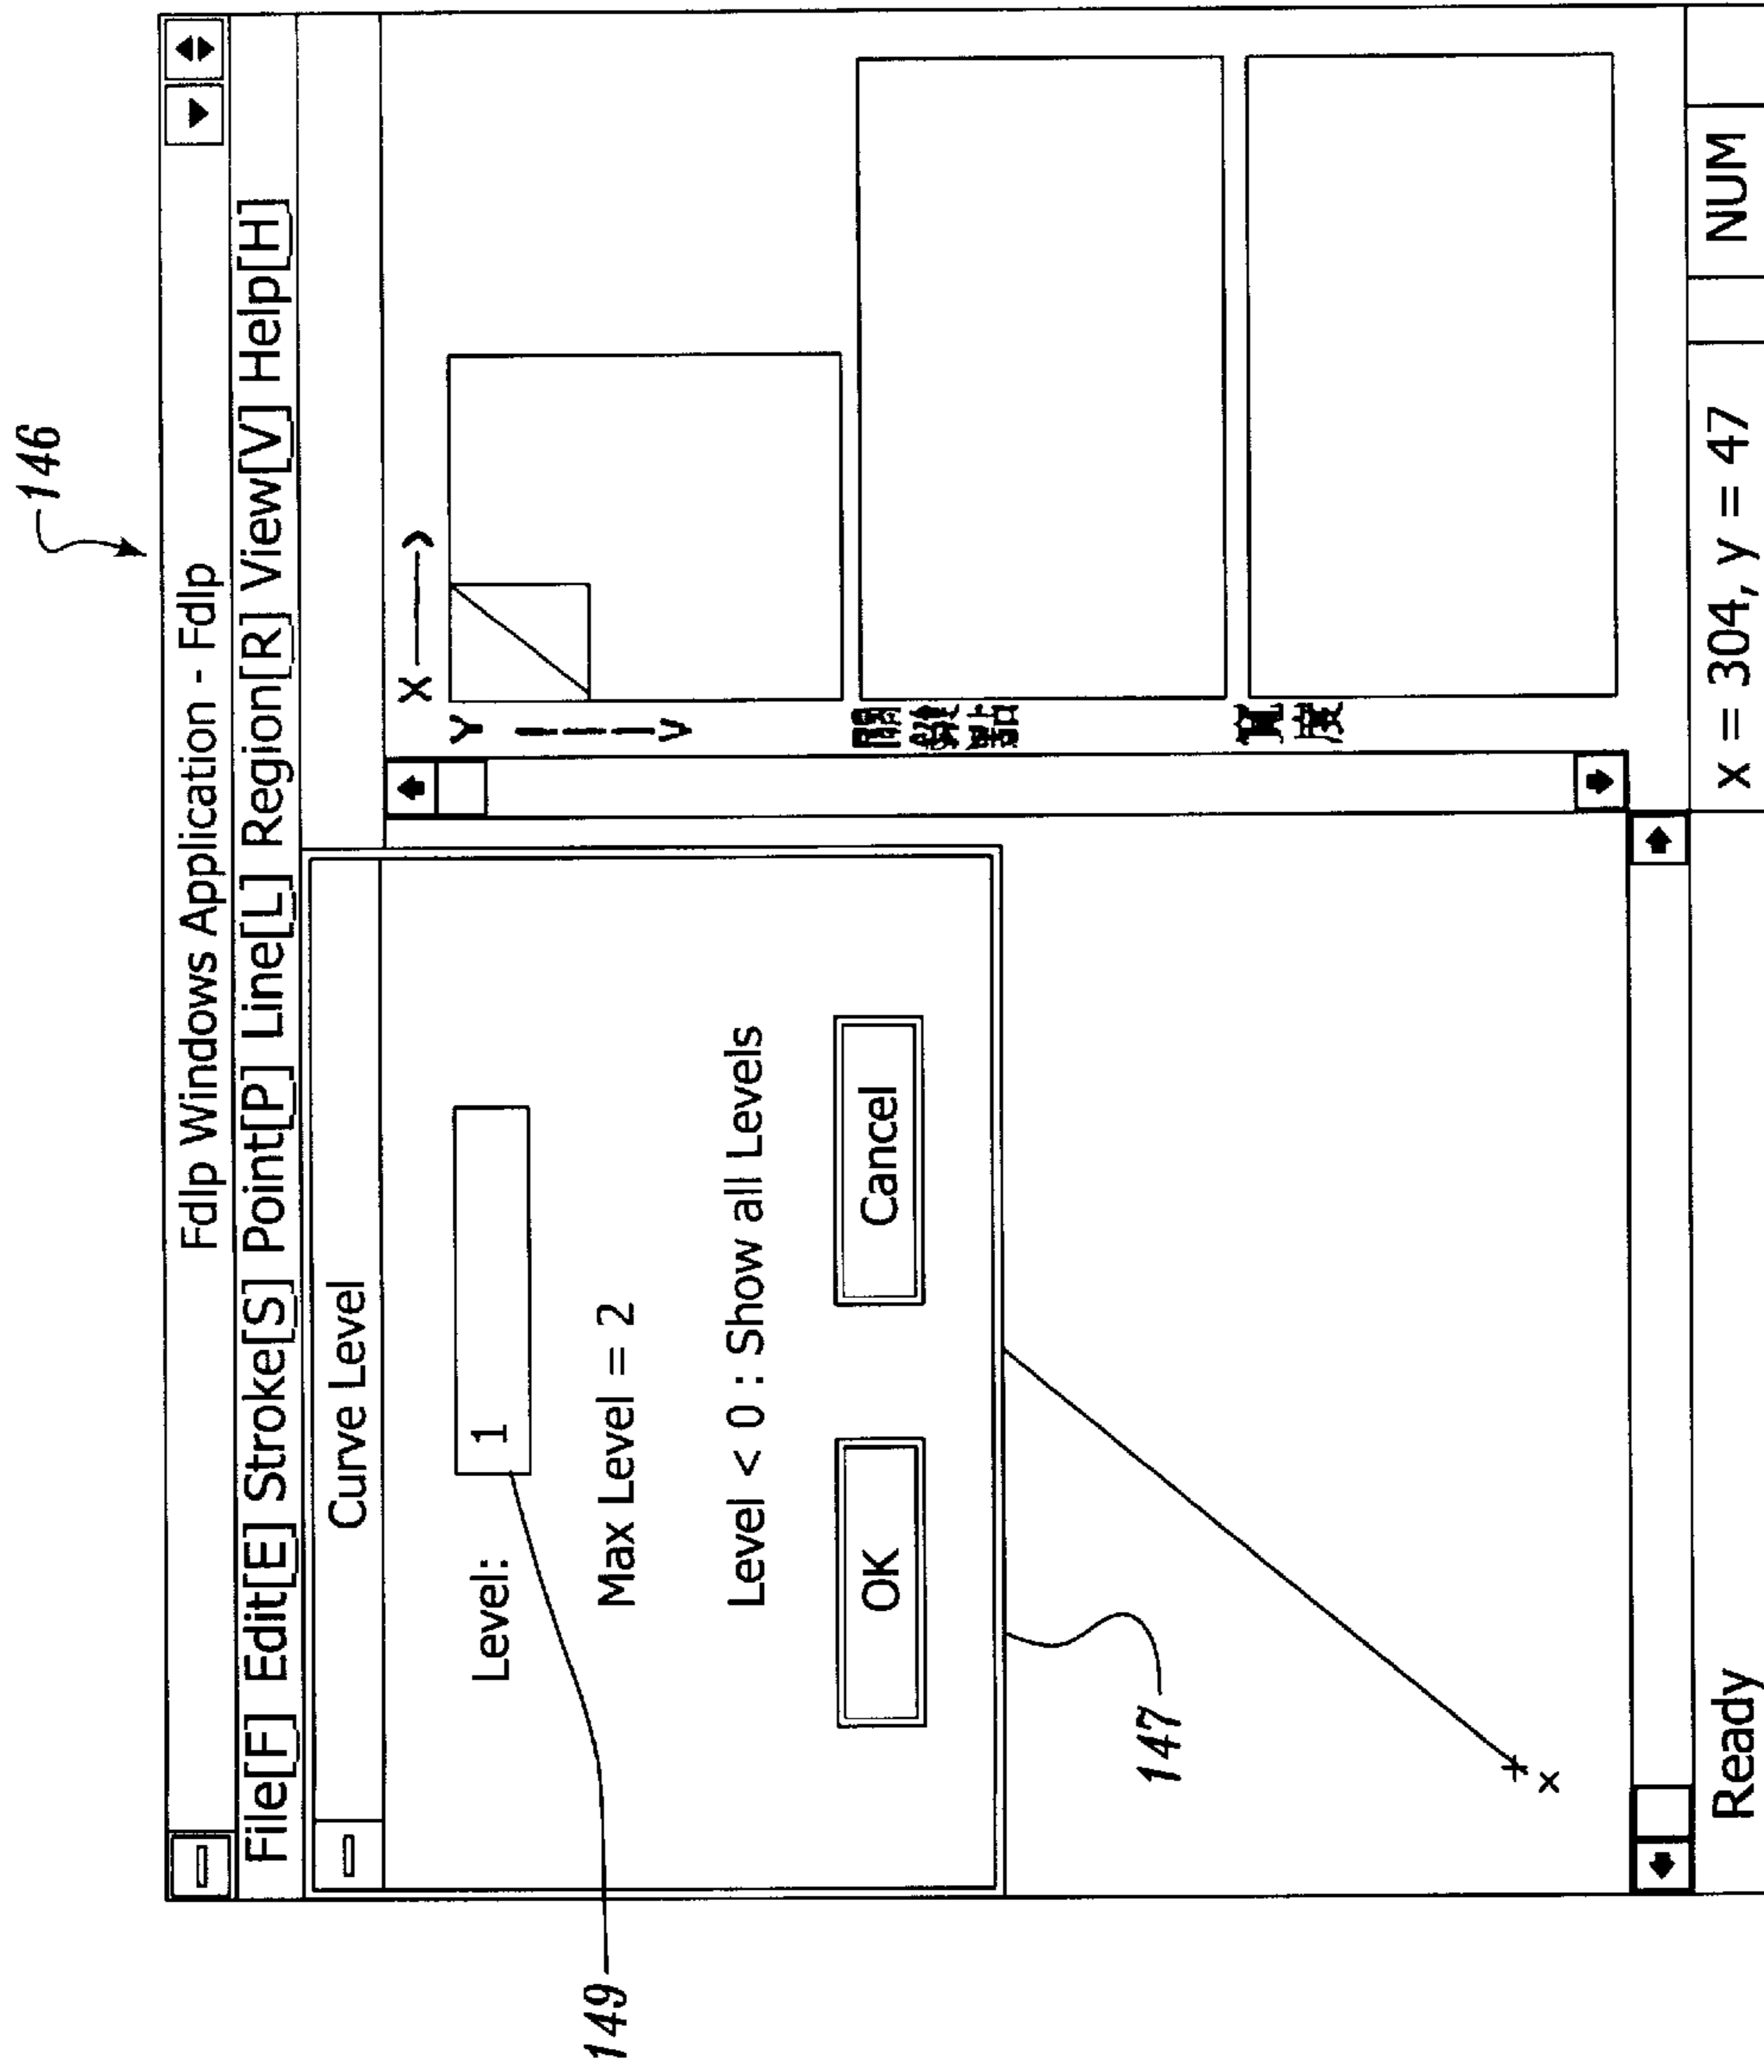 146
Fdlp Windows Application - Fdlp
File[F] Edit[E] Stroke[S] Point[P] Line[L] Region[R] View[V] Help[H]
Curve Level
X
Y
Level: 1
Max Level = 2
Level < 0 : Show all Levels
OK Cancel
149
147
x
Ready x = 304, y = 47 NUM